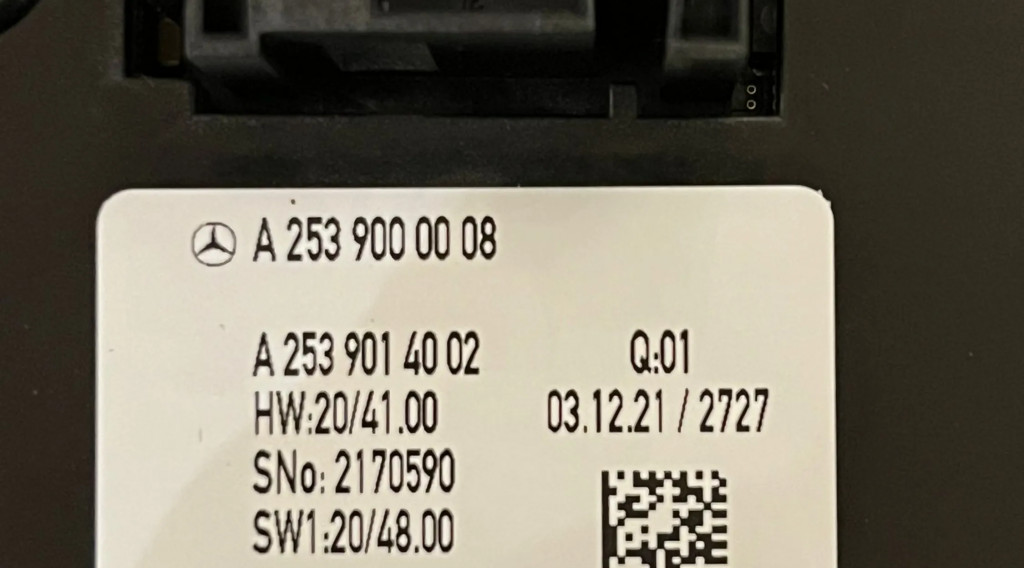 A 253 900 00 08
A 253 901 40 02
Q:01
HW:20/41.00
03.12.21 / 2727
SNo: 2170590
SW1:20/48.00